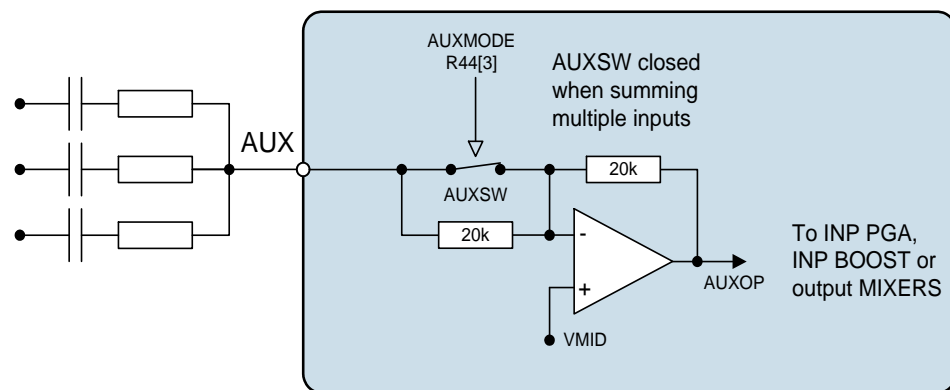 AUXMODE
R44[3]
AUXSW closed
when summing
multiple inputs
AUX
20k
AUXSW
20k
-
+
AUXOP
VMID
To INP PGA,
INP BOOST or
output MIXERS